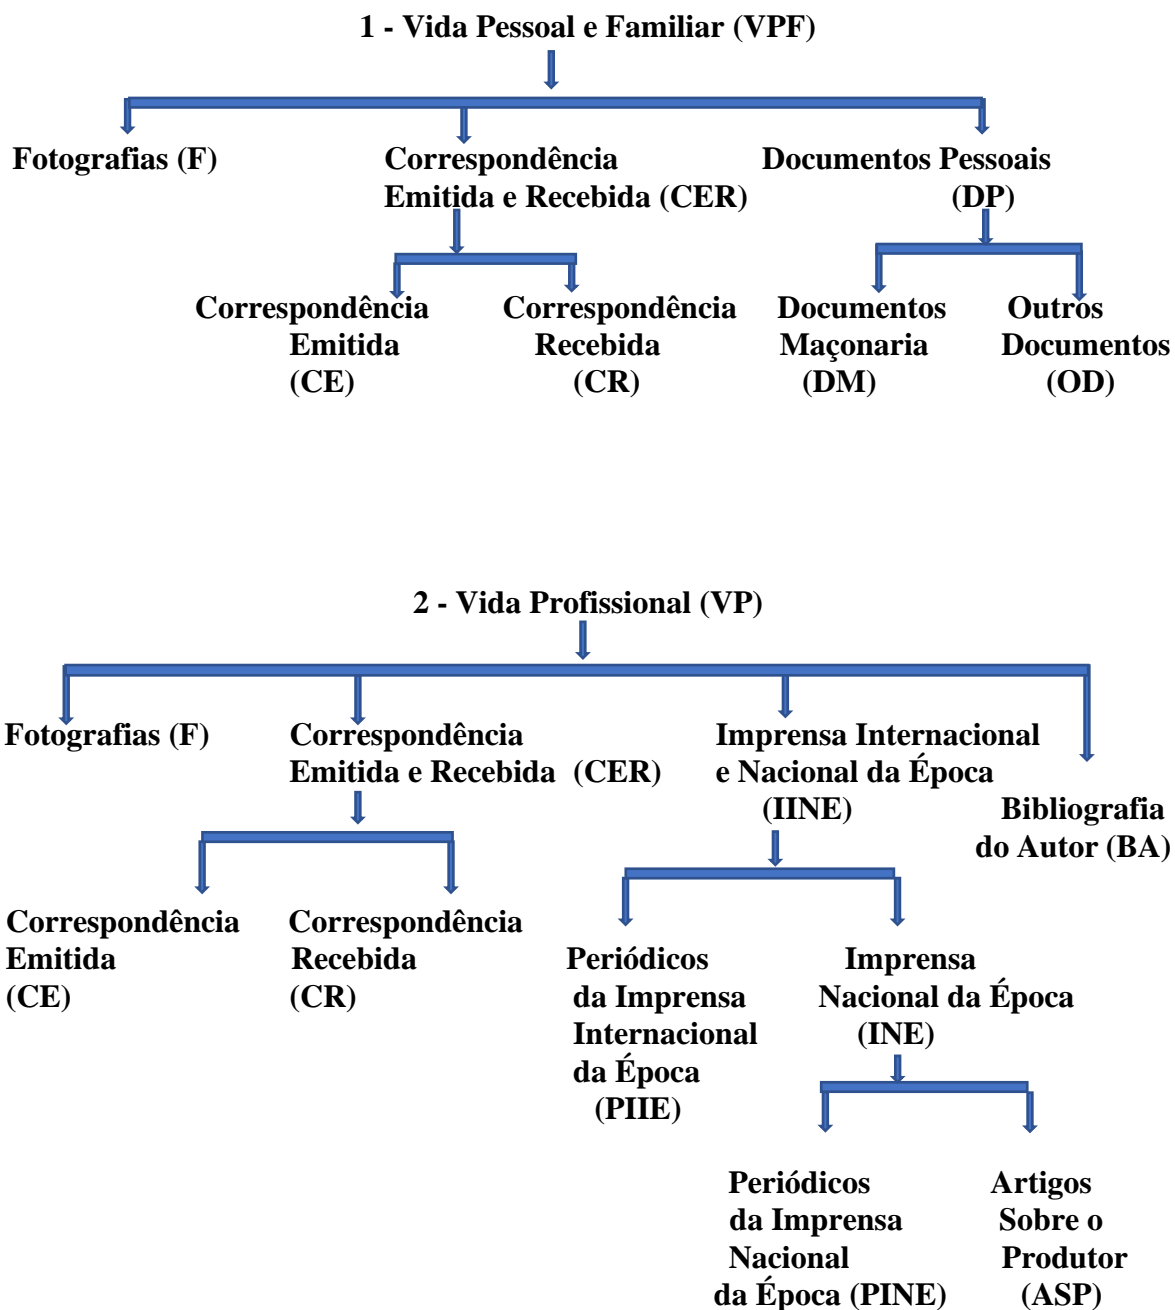 1 - Vida Pessoal e Familiar (VPF)
Fotografias (F)
Correspondência
Emitida e Recebida (CER)
Documentos Pessoais
(DP)
Correspondência
Emitida
(CE)
Correspondência
Recebida
(CR)
Documentos
Maçonaria
(DM)
Outros
Documentos
(OD)
2 - Vida Profissional (VP)
Fotografias (F)
Correspondência
Emitida e Recebida (CER)
Imprensa Internacional
e Nacional da Época
(IINE)
Bibliografia
do Autor (BA)
Correspondência
Emitida
(CE)
Correspondência
Recebida
(CR)
Periódicos
da Imprensa
Internacional
da Época
(PIIE)
Imprensa
Nacional da Época
(INE)
Periódicos
da Imprensa
Nacional
da Época (PINE)
Artigos
Sobre o
Produtor
(ASP)